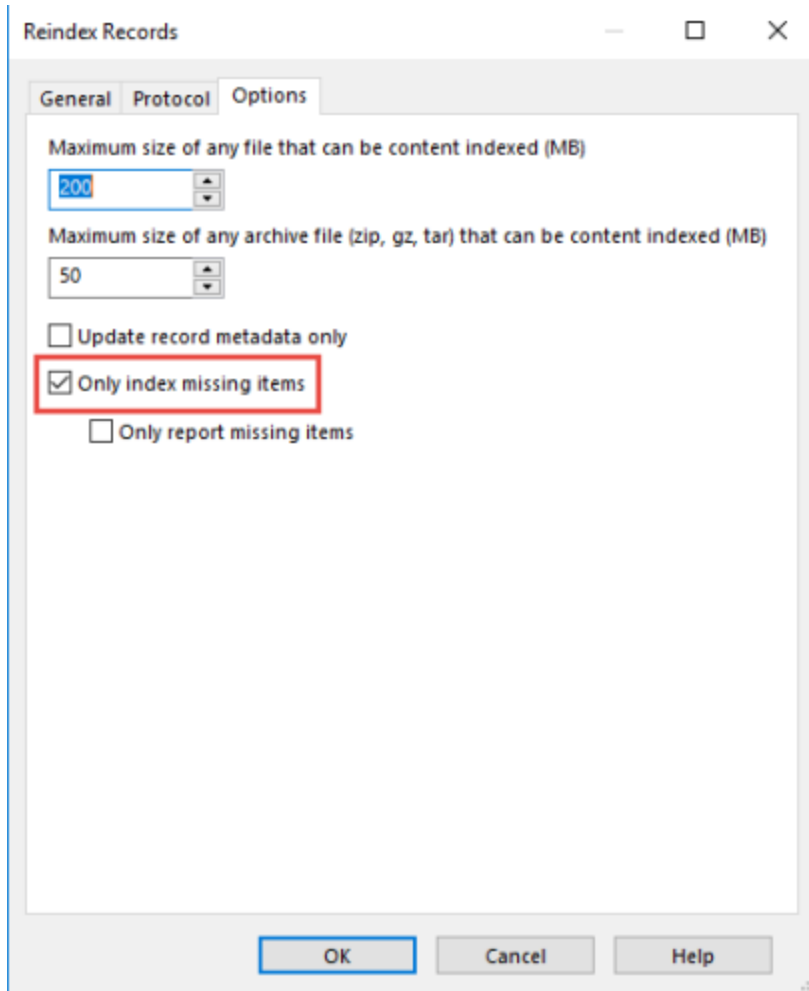 Reindex Records
General Protocol Options
Maximum size of any file that can be content indexed (MB)
200
Maximum size of any archive file (zip, gz, tar) that can be content indexed (MB)
50
Update record metadata only
Only index missing items
Only report missing items
OK Cancel Help